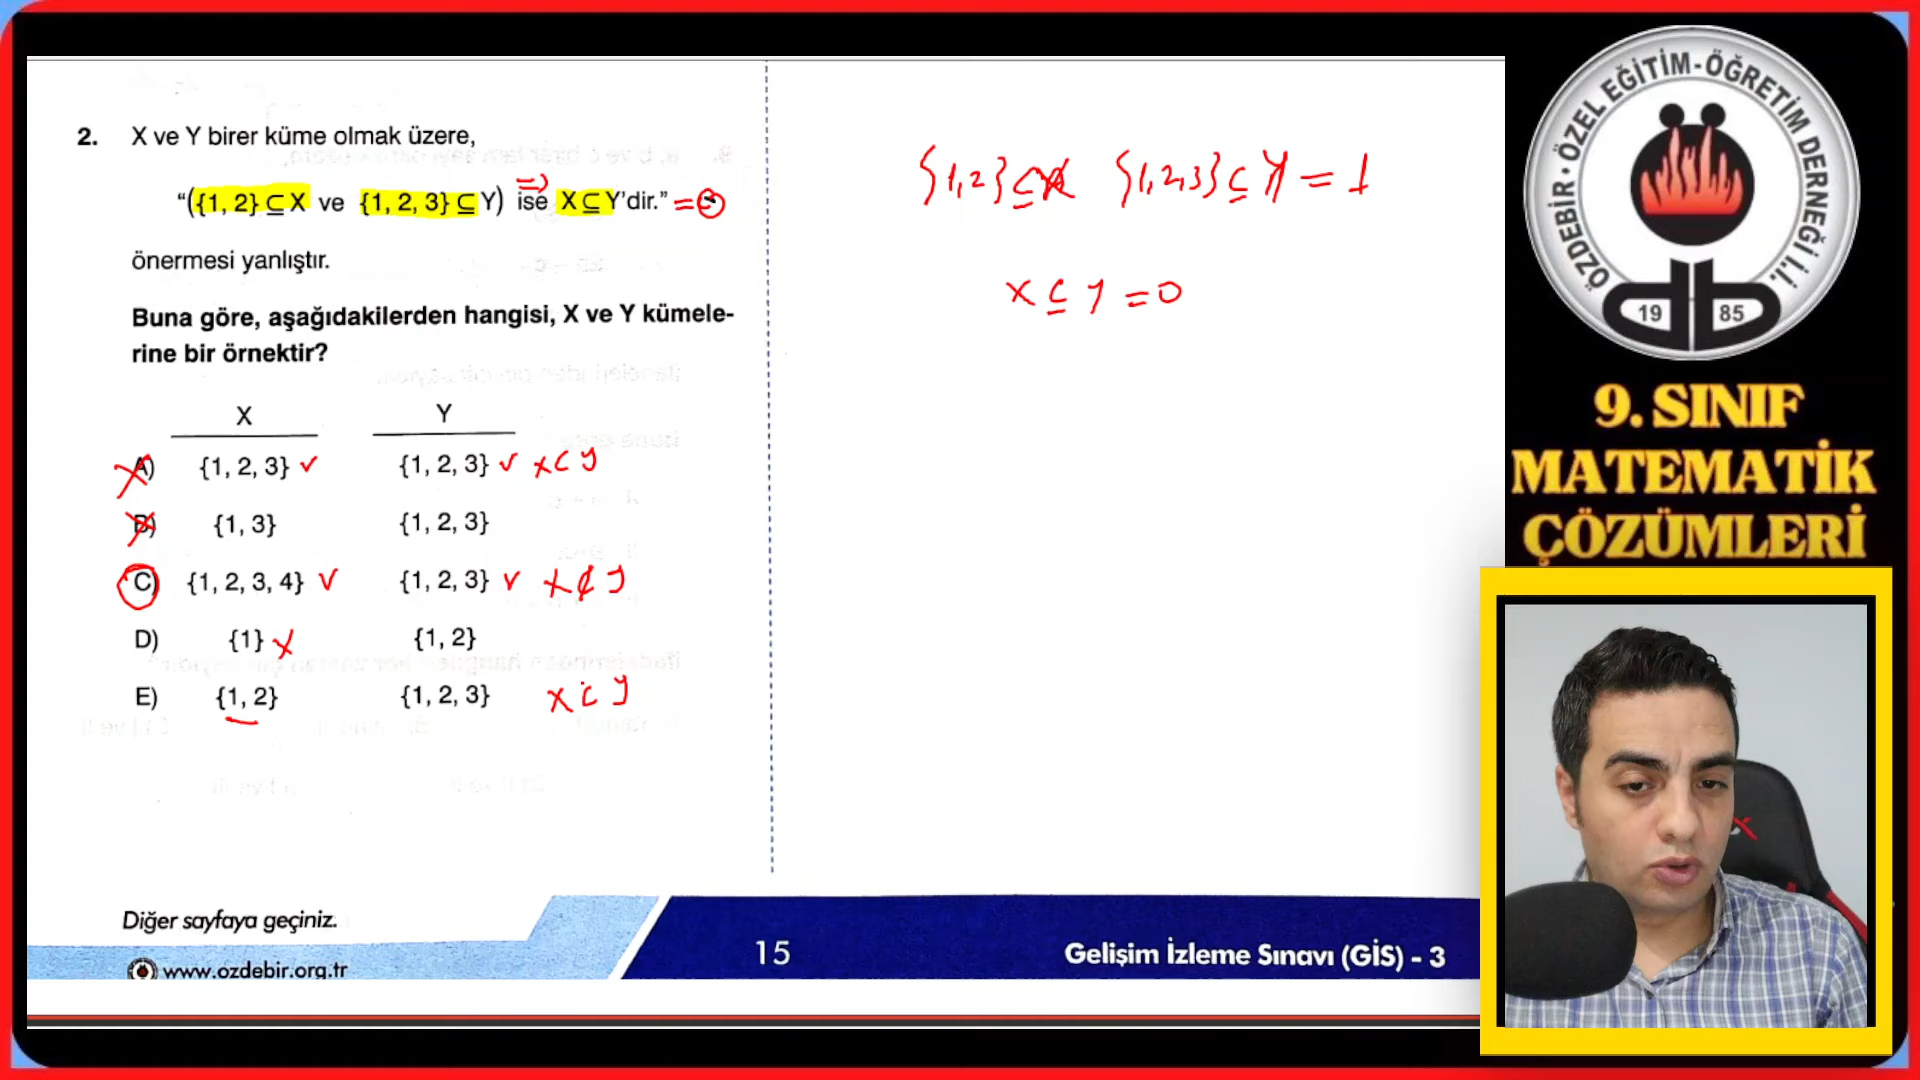 2. X ve Y birer küme olmak üzere,
"({1, 2} ⊆ X ve {1, 2, 3} ⊆ Y) ise X ⊆ Y'dir." =
⇒
önermesi yanlıştır.
Buna göre, aşağıdakilerden hangisi, X ve Y kümele-
rine bir örnektir?
X Y
A) {1, 2, 3} ✓ {1, 2, 3} ✓ x ⊂ y
B) {1, 3} {1, 2, 3}
C) {1, 2, 3, 4} ✓ {1, 2, 3} ✓ x ⊄ y
D) {1} x {1, 2}
E) {1, 2} {1, 2, 3} x ⊂ y
{1,2} ⊆ X {1,2,3} ⊆ Y = 1
x ⊆ y = 0
Diğer sayfaya geçiniz.
www.ozdebir.org.tr
15
Gelişim İzleme Sınavı (GİS) - 3
ÖZDEBİR · ÖZEL EĞİTİM-ÖĞRETİM DERNEĞİ İ.İ.
19 85
9. SINIF
MATEMATİK
ÇÖZÜMLERİ